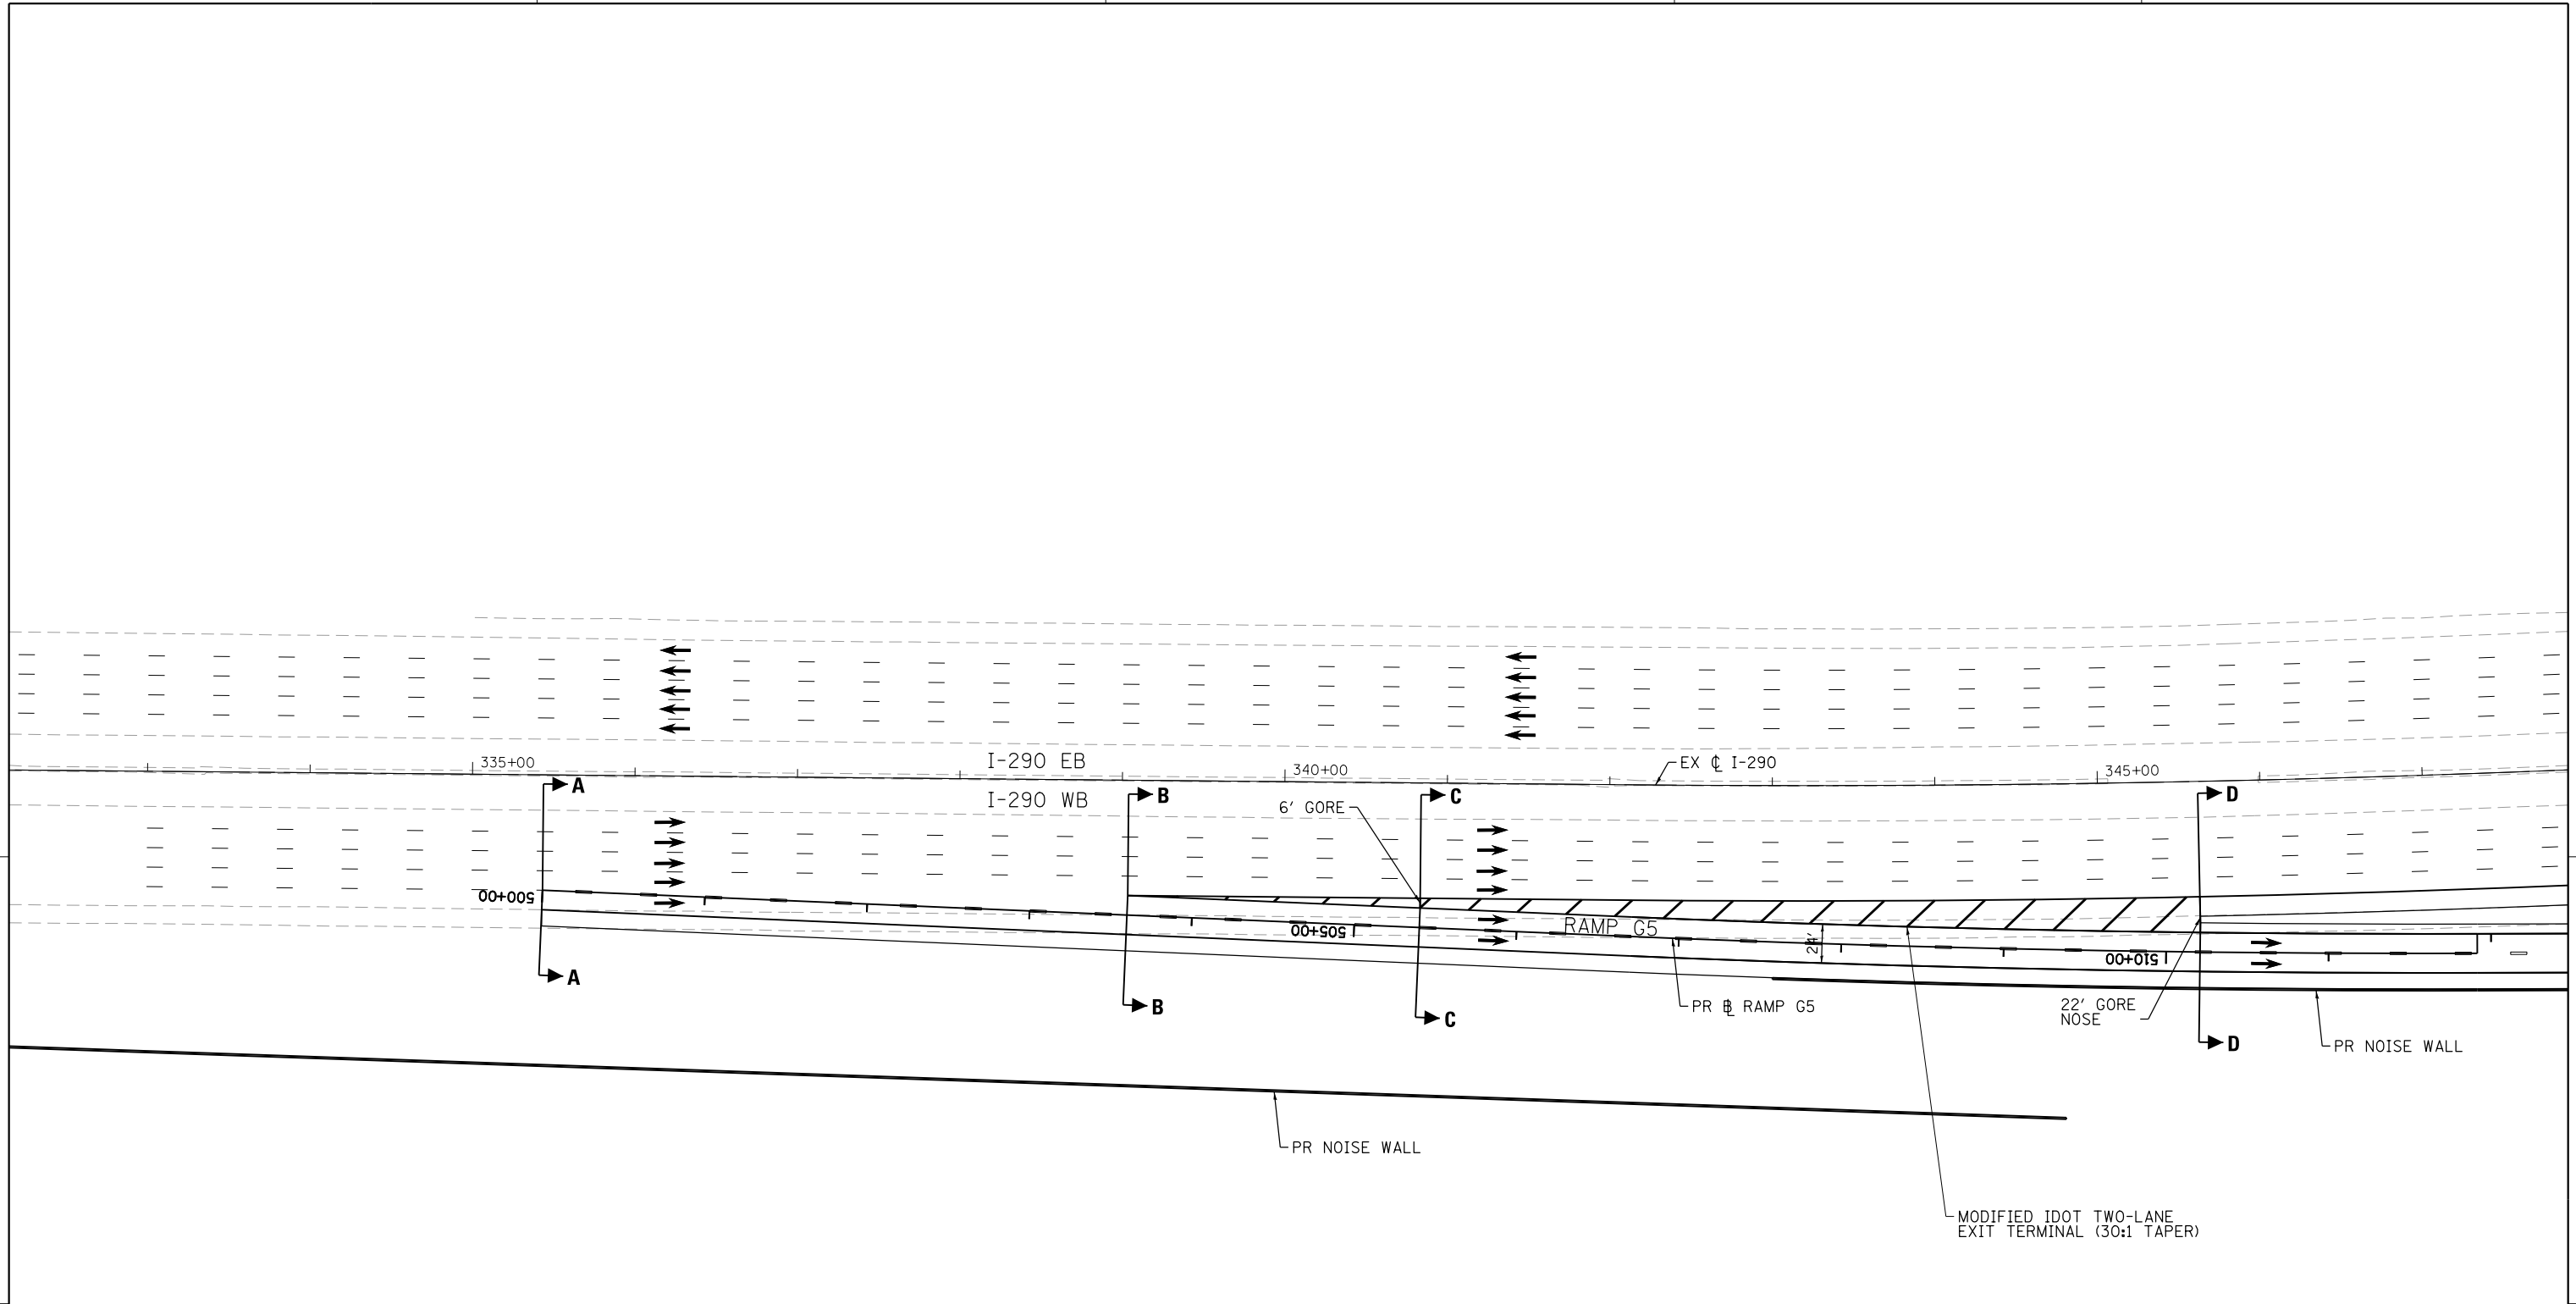 335+00
I-290 EB
340+00
EX ℄ I-290
345+00
A
B
C
D
I-290 WB
6' GORE
500+00
505+00
RAMP G5
24'
510+00
A
B
C
D
PR B͟L RAMP G5
22' GORE
NOSE
PR NOISE WALL
PR NOISE WALL
MODIFIED IDOT TWO-LANE
EXIT TERMINAL (30:1 TAPER)